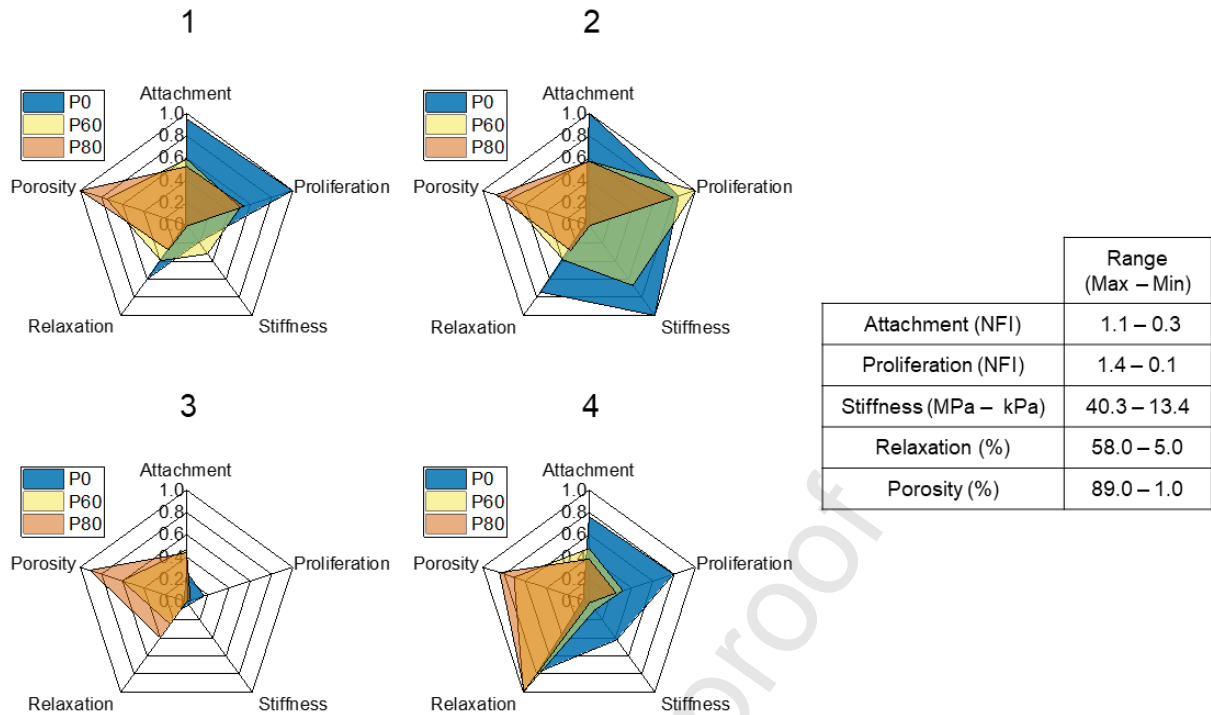 1
Attachment
P0
P60
P80
1.0
0.8
0.6
0.4
0.2
0.0
Porosity
Proliferation
Relaxation
Stiffness
2
Attachment
P0
P60
P80
1.0
0.8
0.6
0.4
0.2
0.0
Porosity
Proliferation
Relaxation
Stiffness
Range
(Max – Min)
Attachment (NFI) 1.1 – 0.3
Proliferation (NFI) 1.4 – 0.1
Stiffness (MPa – kPa) 40.3 – 13.4
Relaxation (%) 58.0 – 5.0
Porosity (%) 89.0 – 1.0
3
Attachment
P0
P60
P80
1.0
0.8
0.6
0.4
0.2
0.0
Porosity
Proliferation
Relaxation
Stiffness
4
Attachment
P0
P60
P80
1.0
0.8
0.6
0.4
0.2
0.0
Porosity
Proliferation
Relaxation
Stiffness
proof